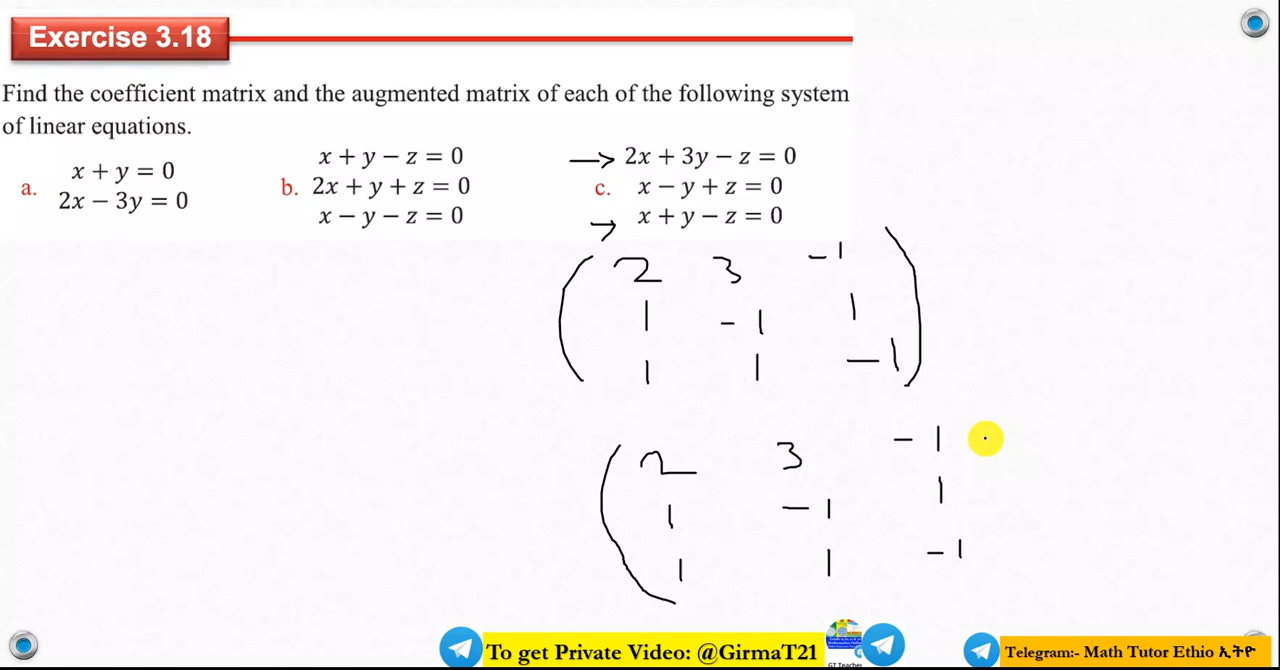 Exercise 3.18
Find the coefficient matrix and the augmented matrix of each of the following system
of linear equations.
a. x + y = 0
2x − 3y = 0
b. x + y − z = 0
2x + y + z = 0
x − y − z = 0
c. 2x + 3y − z = 0
x − y + z = 0
x + y − z = 0
2 3 -1
1 -1 1
1 1 -1
2 3 -1
1 -1 1
1 1 -1
To get Private Video: @GirmaT21
GT Teacher
Telegram:- Math Tutor Ethio ኢትዮ